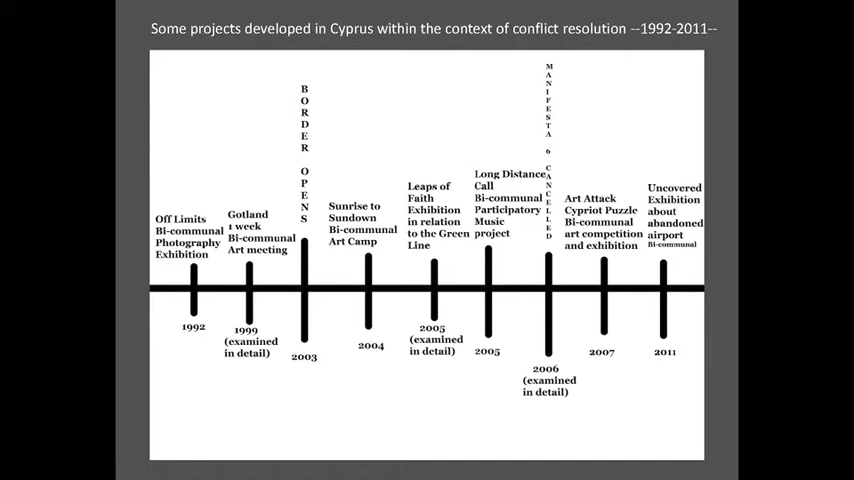 Some projects developed in Cyprus within the context of conflict resolution --1992-2011--
Off Limits
Bi-communal
Photography
Exhibition
1992
Gotland
1 week
Bi-communal
Art meeting
1999
(examined
in detail)
BORDER OPENS
2003
Sunrise to
Sundown
Bi-communal
Art Camp
2004
Leaps of
Faith
Exhibition
in relation
to the Green
Line
2005
(examined
in detail)
Long Distance
Call
Bi-communal
Participatory
Music
project
2005
MANIFESTA 6 CANCELLED
2006
(examined
in detail)
Art Attack
Cypriot Puzzle
Bi-communal
art competition
and exhibition
2007
Uncovered
Exhibition
about
abandoned
airport
Bi-communal
2011